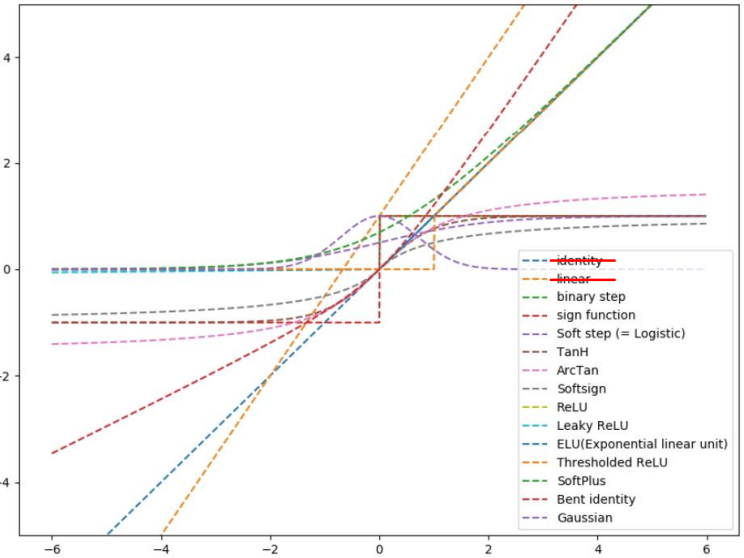 4
2
0
-2
-4
-6
-4
-2
0
2
4
6
identity
linear
binary step
sign function
Soft step (= Logistic)
TanH
ArcTan
Softsign
ReLU
Leaky ReLU
ELU(Exponential linear unit)
Thresholded ReLU
SoftPlus
Bent identity
Gaussian